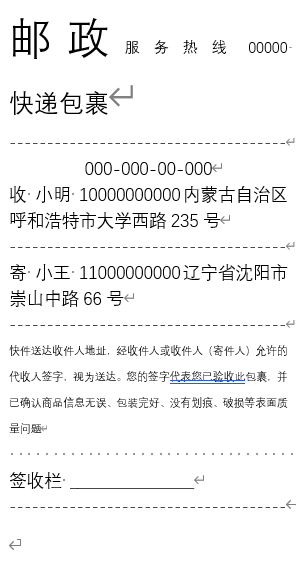 邮 政 服 务 热 线 00000
快递包裹
--------------------------------------
000-000-00-000
收 小明 10000000000 内蒙古自治区
呼和浩特市大学西路 235 号
--------------------------------------
寄 小王 11000000000 辽宁省沈阳市
崇山中路 66 号
--------------------------------------
快件送达收件人地址，经收件人或收件人（寄件人）允许的
代收人签字，视为送达。您的签字代表您已验收此包裹，并
已确认商品信息无误、包装完好、没有划痕、破损等表面质
量问题
......................................
签收栏 ______________
--------------------------------------